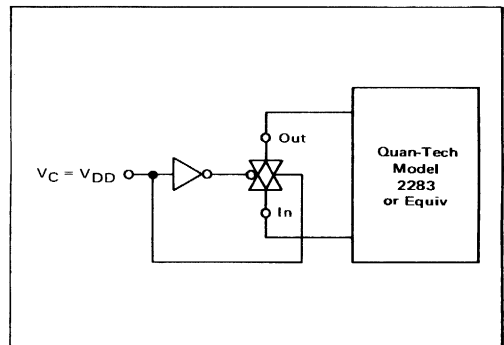 Out
Quan-Tech
Model
2283
or Equiv
VC = VDD
In